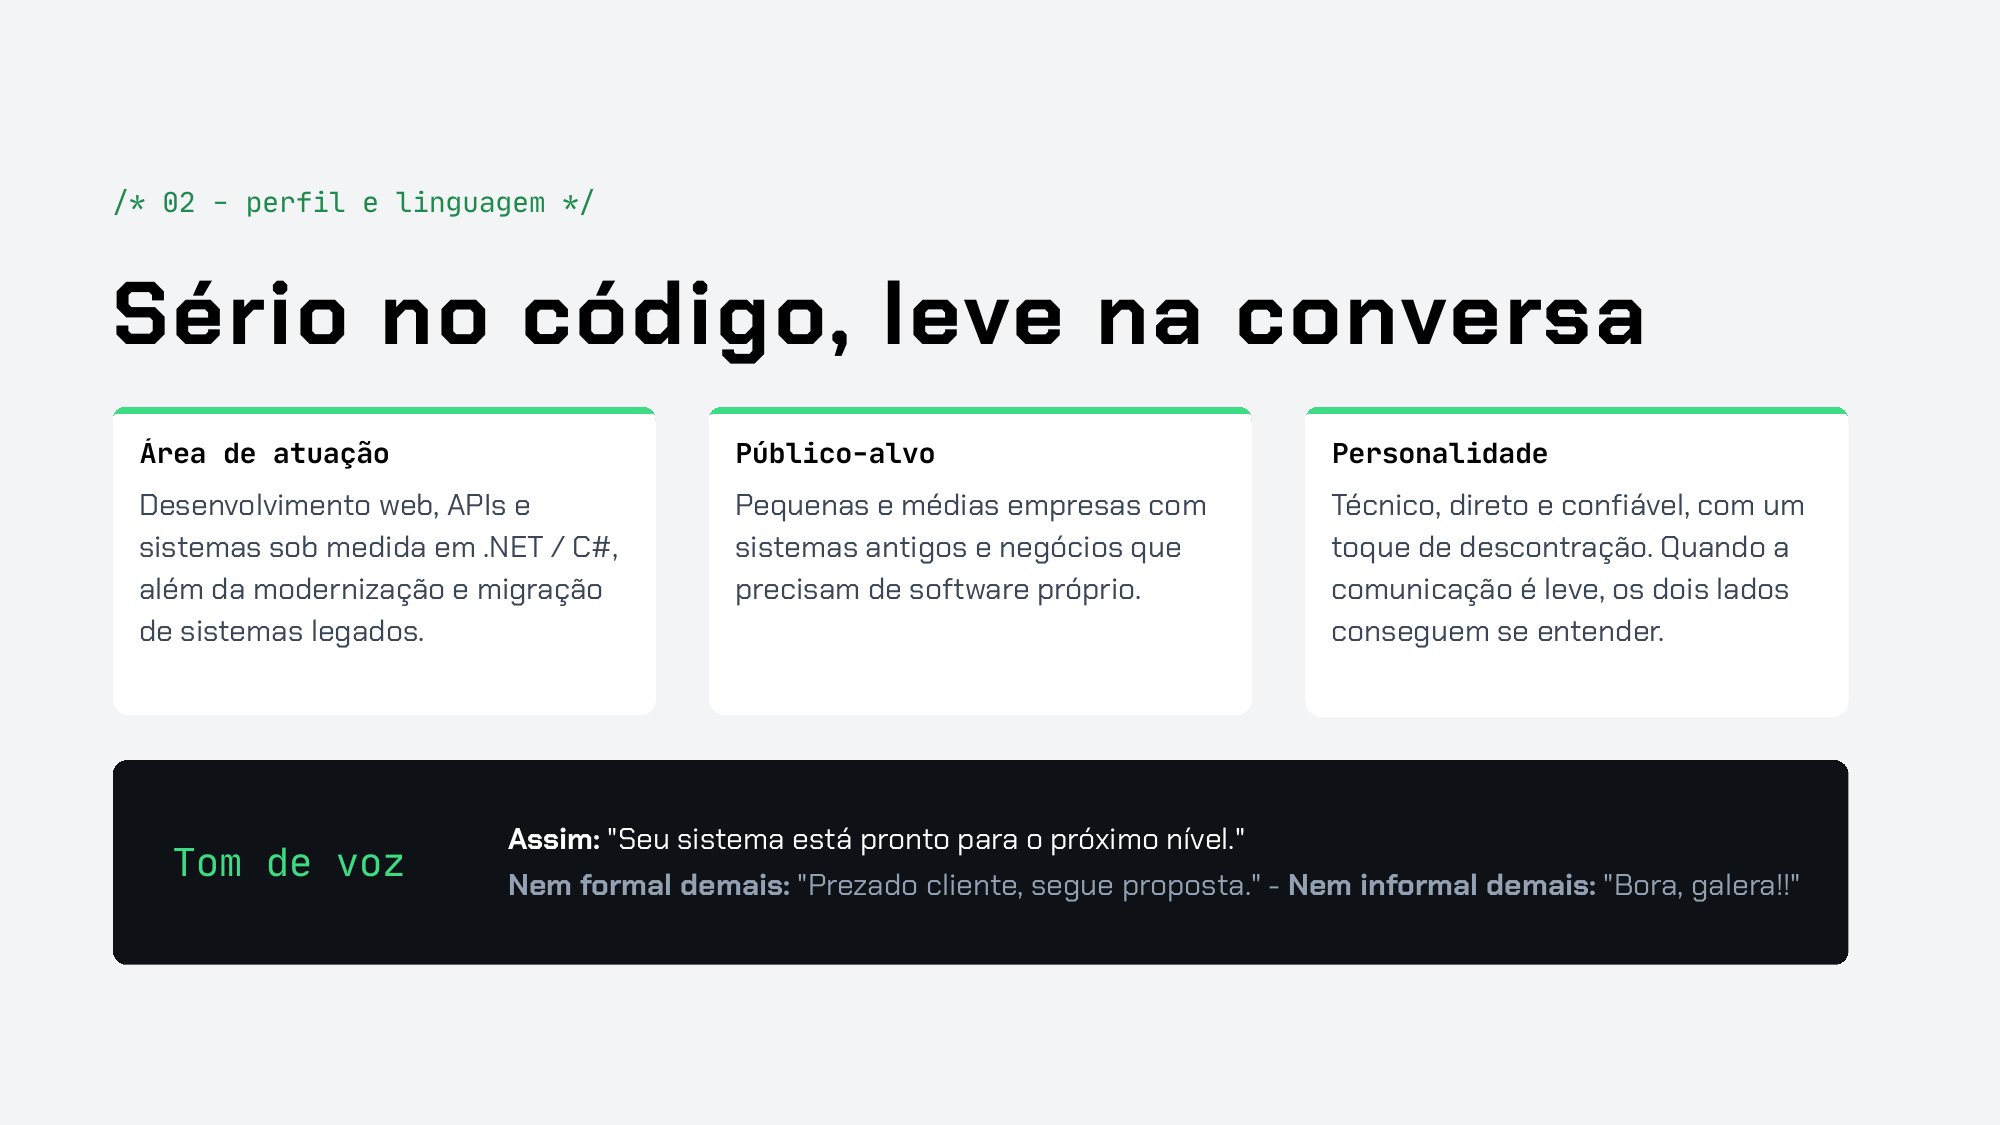 /* 02 - perfil e linguagem */
Sério no código, leve na conversa
Área de atuação
Desenvolvimento web, APIs e
sistemas sob medida em .NET / C#,
além da modernização e migração
de sistemas legados.
Público-alvo
Pequenas e médias empresas com
sistemas antigos e negócios que
precisam de software próprio.
Personalidade
Técnico, direto e confiável, com um
toque de descontração. Quando a
comunicação é leve, os dois lados
conseguem se entender.
Tom de voz
Assim: "Seu sistema está pronto para o próximo nível."
Nem formal demais: "Prezado cliente, segue proposta." - Nem informal demais: "Bora, galera!!"